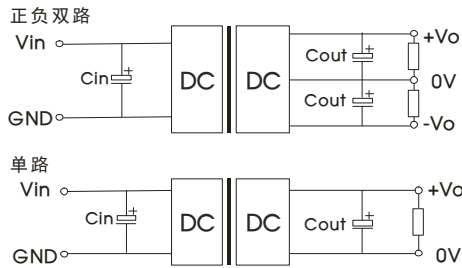 正负双路
Vin
+Vo
Cin + DC DC Cout +
0V
Cout +
GND
-Vo
单路
Vin
+Vo
Cin + DC DC Cout +
GND
0V